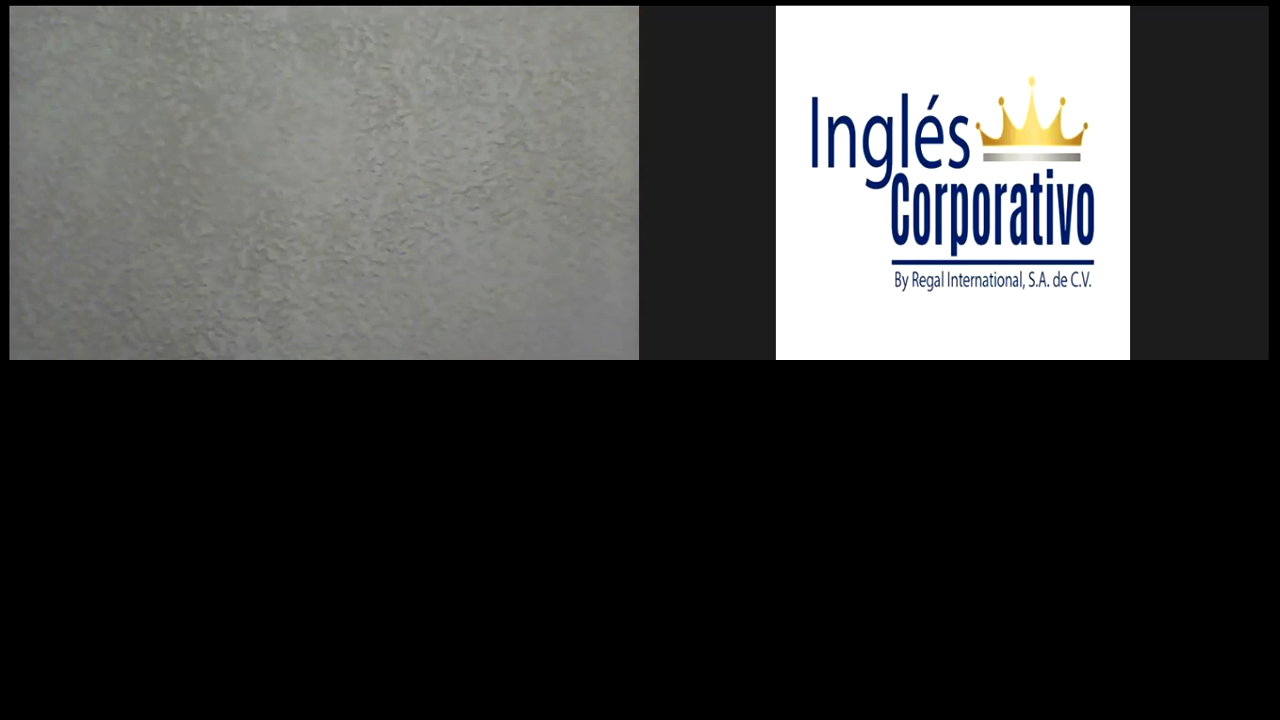 Inglés
Corporativo
By Regal International, S.A. de C.V.